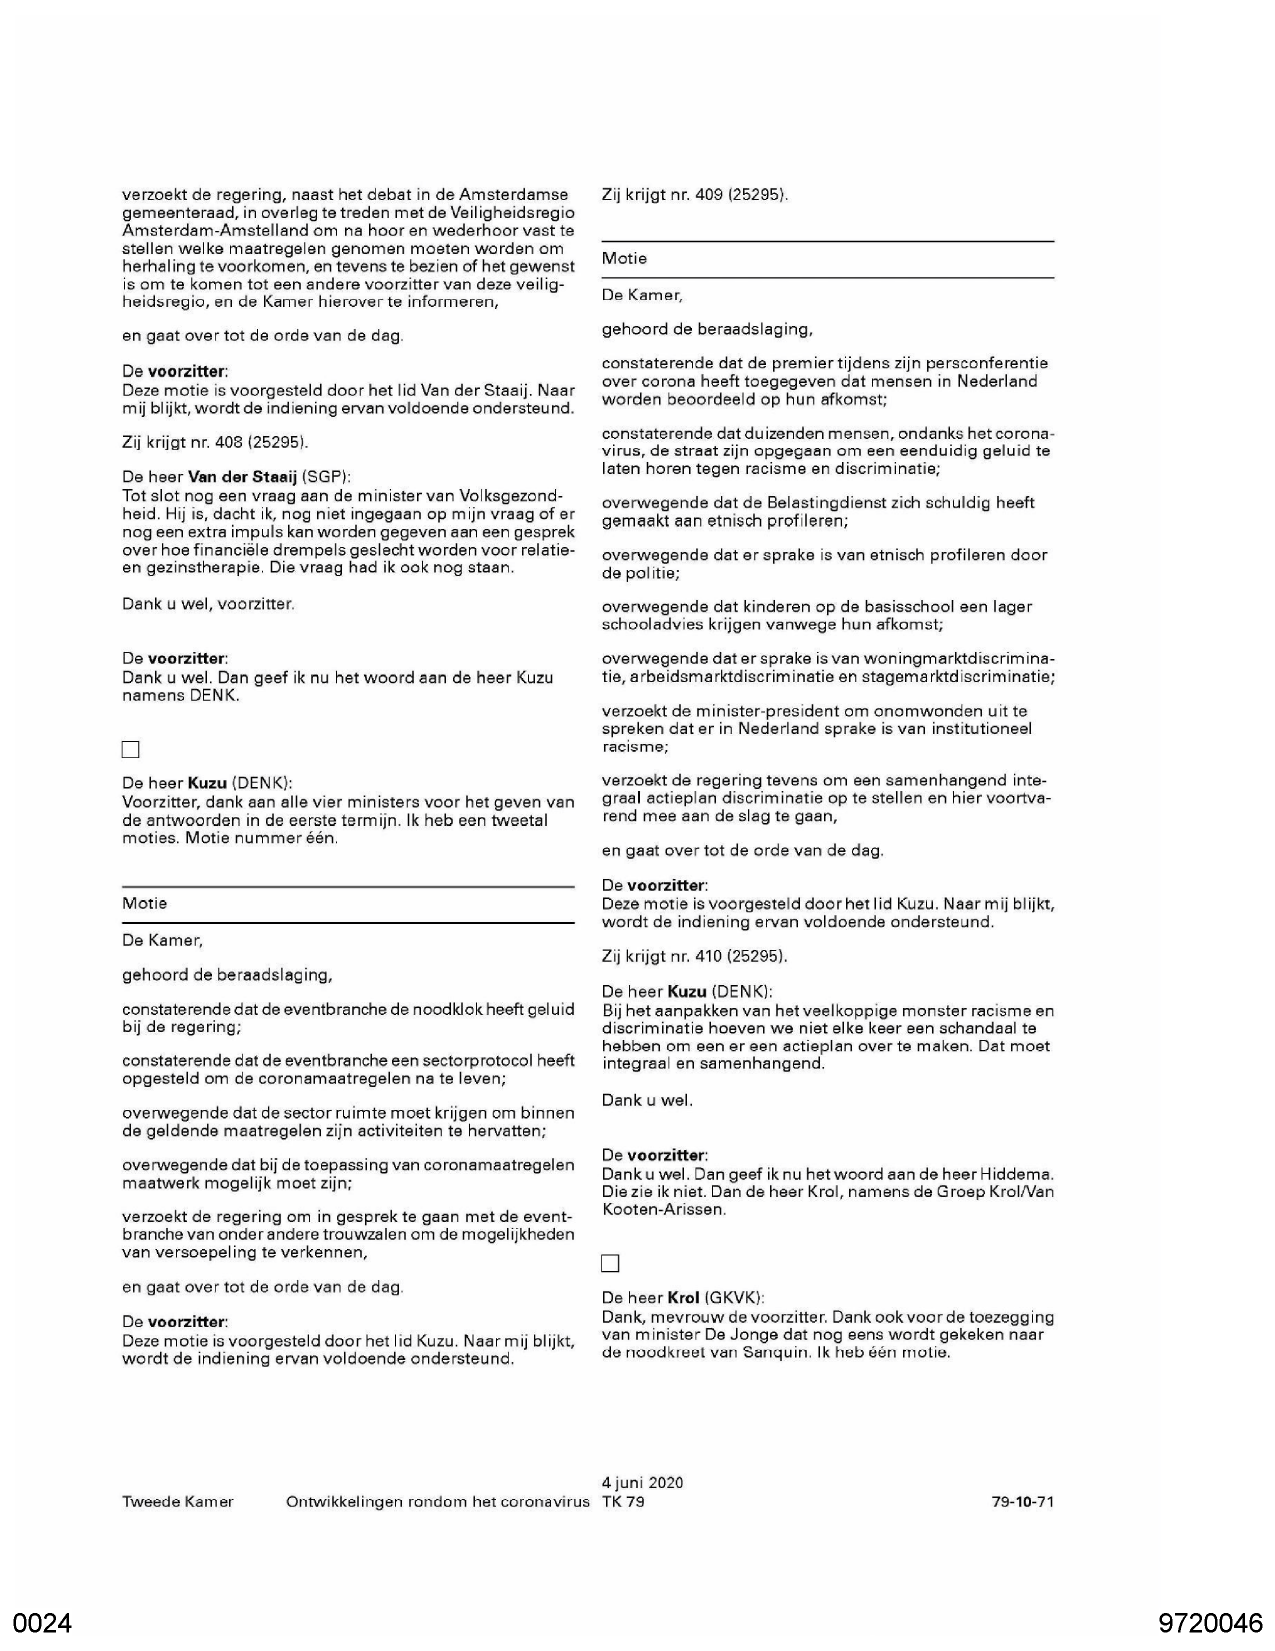 verzoekt de regering, naast het debat in de Amsterdamse
gemeenteraad, in overleg te treden met de Veiligheidsregio
Amsterdam-Amstelland om na hoor en wederhoor vast te
stellen welke maatregelen genomen moeten worden om
herhaling te voorkomen, en tevens te bezien of het gewenst
is om te komen tot een andere voorzitter van deze veilig-
heidsregio, en de Kamer hierover te informeren,
en gaat over tot de orde van de dag.
De voorzitter:
Deze motie is voorgesteld door het lid Van der Staaij. Naar
mij blijkt, wordt de indiening ervan voldoende ondersteund.
Zij krijgt nr. 408 (25295).
De heer Van der Staaij (SGP):
Tot slot nog een vraag aan de minister van Volksgezond-
heid. Hij is, dacht ik, nog niet ingegaan op mijn vraag of er
nog een extra impuls kan worden gegeven aan een gesprek
over hoe financiële drempels geslecht worden voor relatie-
en gezinstherapie. Die vraag had ik ook nog staan.
Dank u wel, voorzitter.
De voorzitter:
Dank u wel. Dan geef ik nu het woord aan de heer Kuzu
namens DENK.
De heer Kuzu (DENK):
Voorzitter, dank aan alle vier ministers voor het geven van
de antwoorden in de eerste termijn. Ik heb een tweetal
moties. Motie nummer één.
Motie
De Kamer,
gehoord de beraadslaging,
constaterende dat de eventbranche de noodklok heeft geluid
bij de regering;
constaterende dat de eventbranche een sectorprotocol heeft
opgesteld om de coronamaatregelen na te leven;
overwegende dat de sector ruimte moet krijgen om binnen
de geldende maatregelen zijn activiteiten te hervatten;
overwegende dat bij de toepassing van coronamaatregelen
maatwerk mogelijk moet zijn;
verzoekt de regering om in gesprek te gaan met de event-
branche van onder andere trouwzalen om de mogelijkheden
van versoepeling te verkennen,
en gaat over tot de orde van de dag.
De voorzitter:
Deze motie is voorgesteld door het lid Kuzu. Naar mij blijkt,
wordt de indiening ervan voldoende ondersteund.
Zij krijgt nr. 409 (25295).
Motie
De Kamer,
gehoord de beraadslaging,
constaterende dat de premier tijdens zijn persconferentie
over corona heeft toegegeven dat mensen in Nederland
worden beoordeeld op hun afkomst;
constaterende dat duizenden mensen, ondanks het corona-
virus, de straat zijn opgegaan om een eenduidig geluid te
laten horen tegen racisme en discriminatie;
overwegende dat de Belastingdienst zich schuldig heeft
gemaakt aan etnisch profileren;
overwegende dat er sprake is van etnisch profileren door
de politie;
overwegende dat kinderen op de basisschool een lager
schooladvies krijgen vanwege hun afkomst;
overwegende dat er sprake is van woningmarktdiscrimina-
tie, arbeidsmarktdiscriminatie en stagemarktdiscriminatie;
verzoekt de minister-president om onomwonden uit te
spreken dat er in Nederland sprake is van institutioneel
racisme;
verzoekt de regering tevens om een samenhangend inte-
graal actieplan discriminatie op te stellen en hier voortva-
rend mee aan de slag te gaan,
en gaat over tot de orde van de dag.
De voorzitter:
Deze motie is voorgesteld door het lid Kuzu. Naar mij blijkt,
wordt de indiening ervan voldoende ondersteund.
Zij krijgt nr. 410 (25295).
De heer Kuzu (DENK):
Bij het aanpakken van het veelkoppige monster racisme en
discriminatie hoeven we niet elke keer een schandaal te
hebben om een er een actieplan over te maken. Dat moet
integraal en samenhangend.
Dank u wel.
De voorzitter:
Dank u wel. Dan geef ik nu het woord aan de heer Hiddema.
Die zie ik niet. Dan de heer Krol, namens de Groep Krol/Van
Kooten-Arissen.
De heer Krol (GKVK):
Dank, mevrouw de voorzitter. Dank ook voor de toezegging
van minister De Jonge dat nog eens wordt gekeken naar
de noodkreet van Sanquin. Ik heb één motie.
4 juni 2020
Tweede Kamer Ontwikkelingen rondom het coronavirus TK 79 79-10-71
0024 9720046